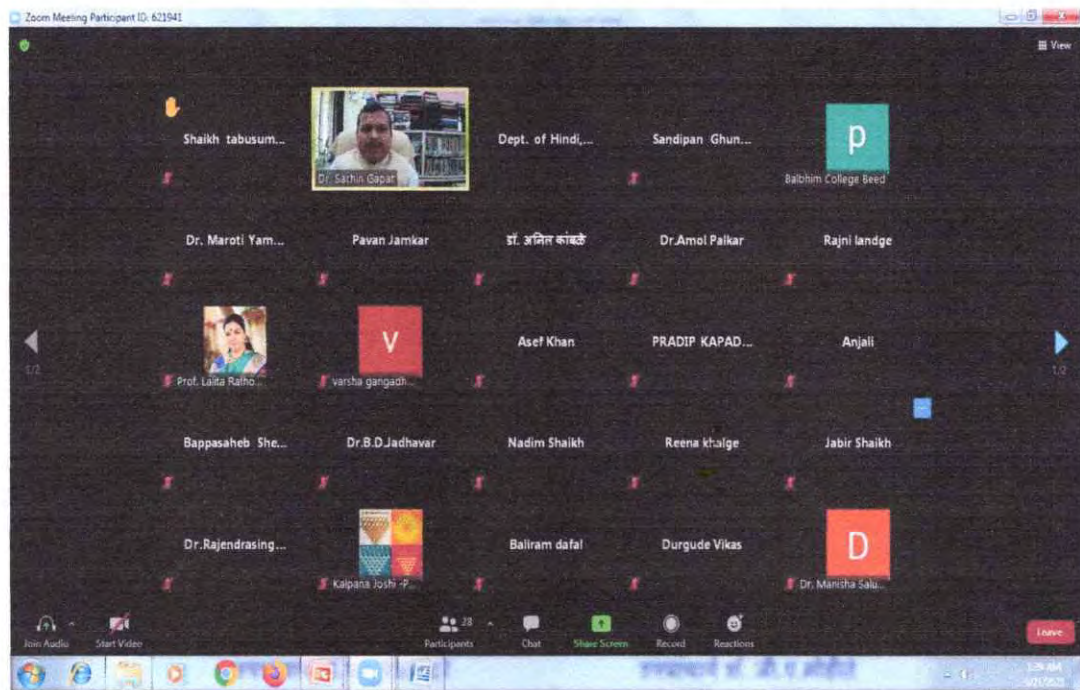 Zoom Meeting Participant ID: 621941
View
Shaikh tabusum...
Dr. Sachin Gapat
Dept. of Hindi,...
Sandipan Ghun...
p
Balbhim College Beed
Dr. Maroti Yam...
Pavan Jamkar
डॉ. अनिल कांबळे
Dr.Amol Palkar
Rajni landge
Prof. Lalita Ratho...
V
varsha gangadh...
Asef Khan
PRADIP KAPAD...
Anjali
1/2
1/2
Bappasaheb She...
Dr.B.D.Jadhavar
Nadim Shaikh
Reena khalge
Jabir Shaikh
Dr.Rajendrasing...
Kalpana Joshi -P...
Baliram dafal
Durgude Vikas
D
Dr. Manisha Salu...
Join Audio
Start Video
Participants
28
Chat
Share Screen
Record
Reactions
Leave